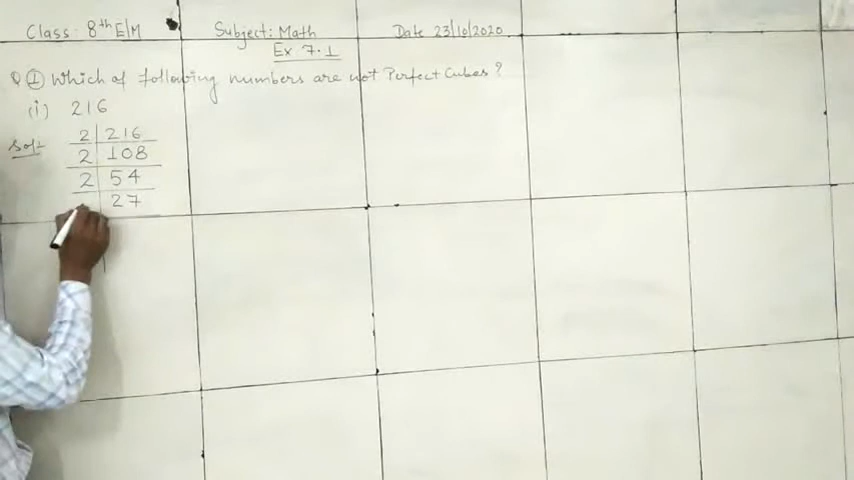 Class: 8th E/M Subject: Math Date 23/10/2020
Ex 7.1
Q ① Which of following numbers are not Perfect Cubes?
(i) 216
Sol:-
2 | 216
2 | 108
2 | 54
27